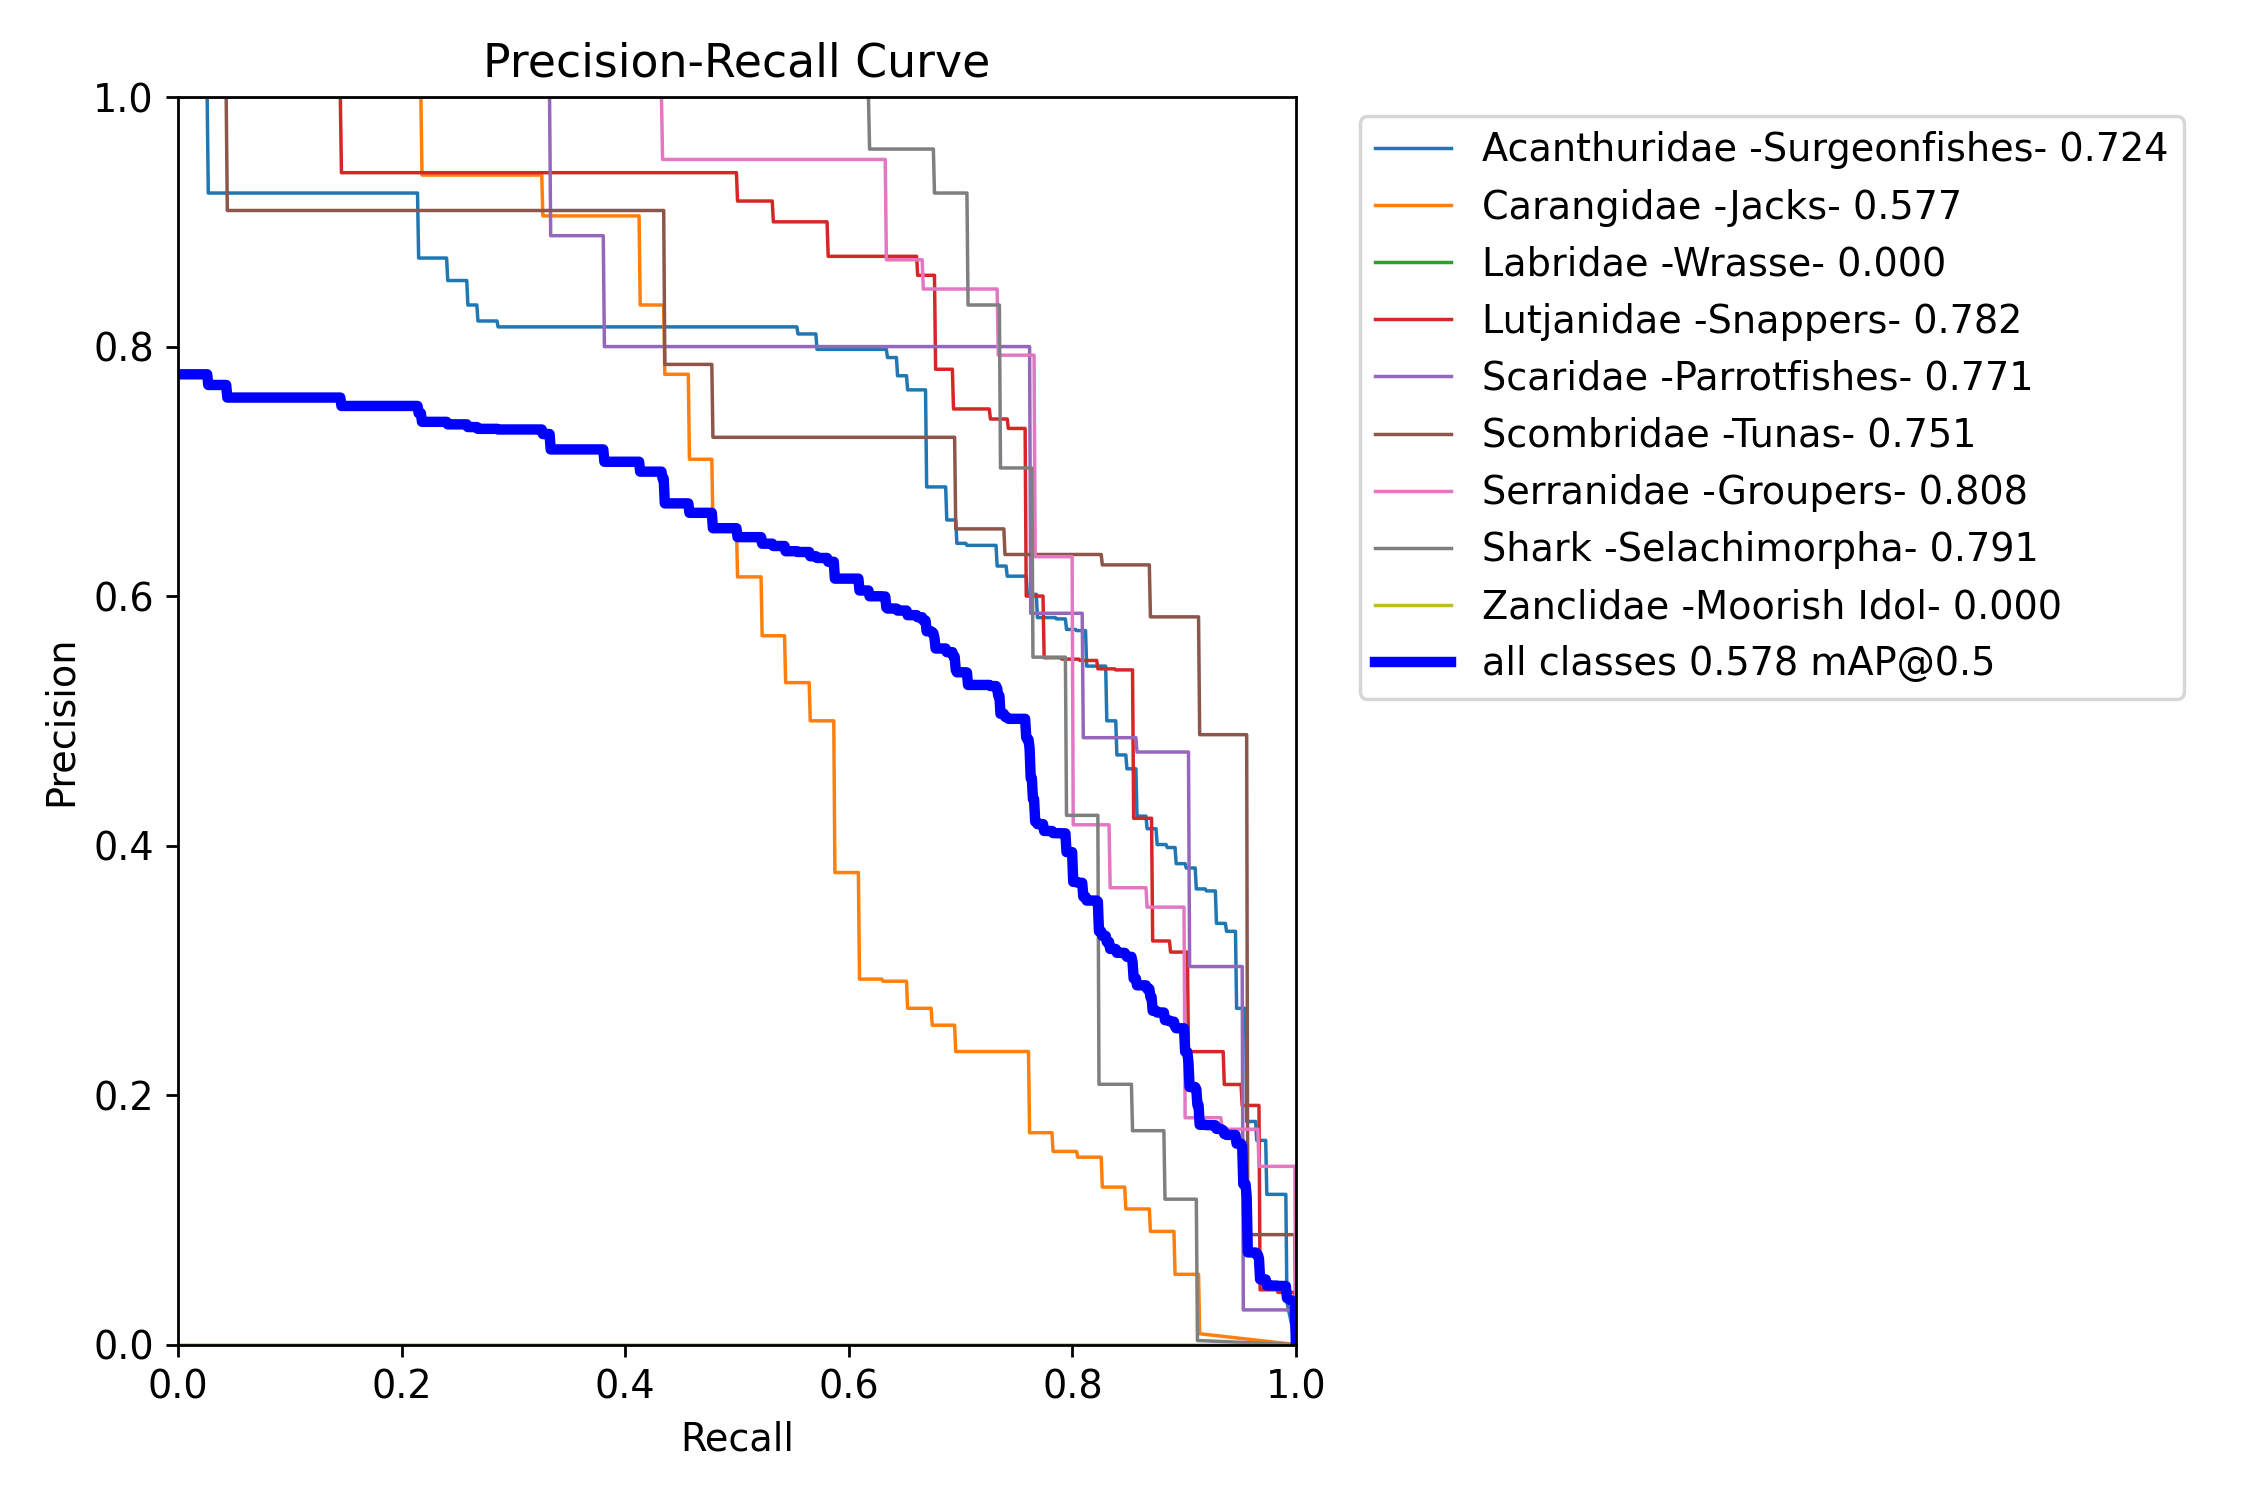 Precision-Recall Curve
1.0
0.8
0.6
0.4
0.2
0.0
Precision
0.0 0.2 0.4 0.6 0.8 1.0
Recall
Acanthuridae -Surgeonfishes- 0.724
Carangidae -Jacks- 0.577
Labridae -Wrasse- 0.000
Lutjanidae -Snappers- 0.782
Scaridae -Parrotfishes- 0.771
Scombridae -Tunas- 0.751
Serranidae -Groupers- 0.808
Shark -Selachimorpha- 0.791
Zanclidae -Moorish Idol- 0.000
all classes 0.578 mAP@0.5